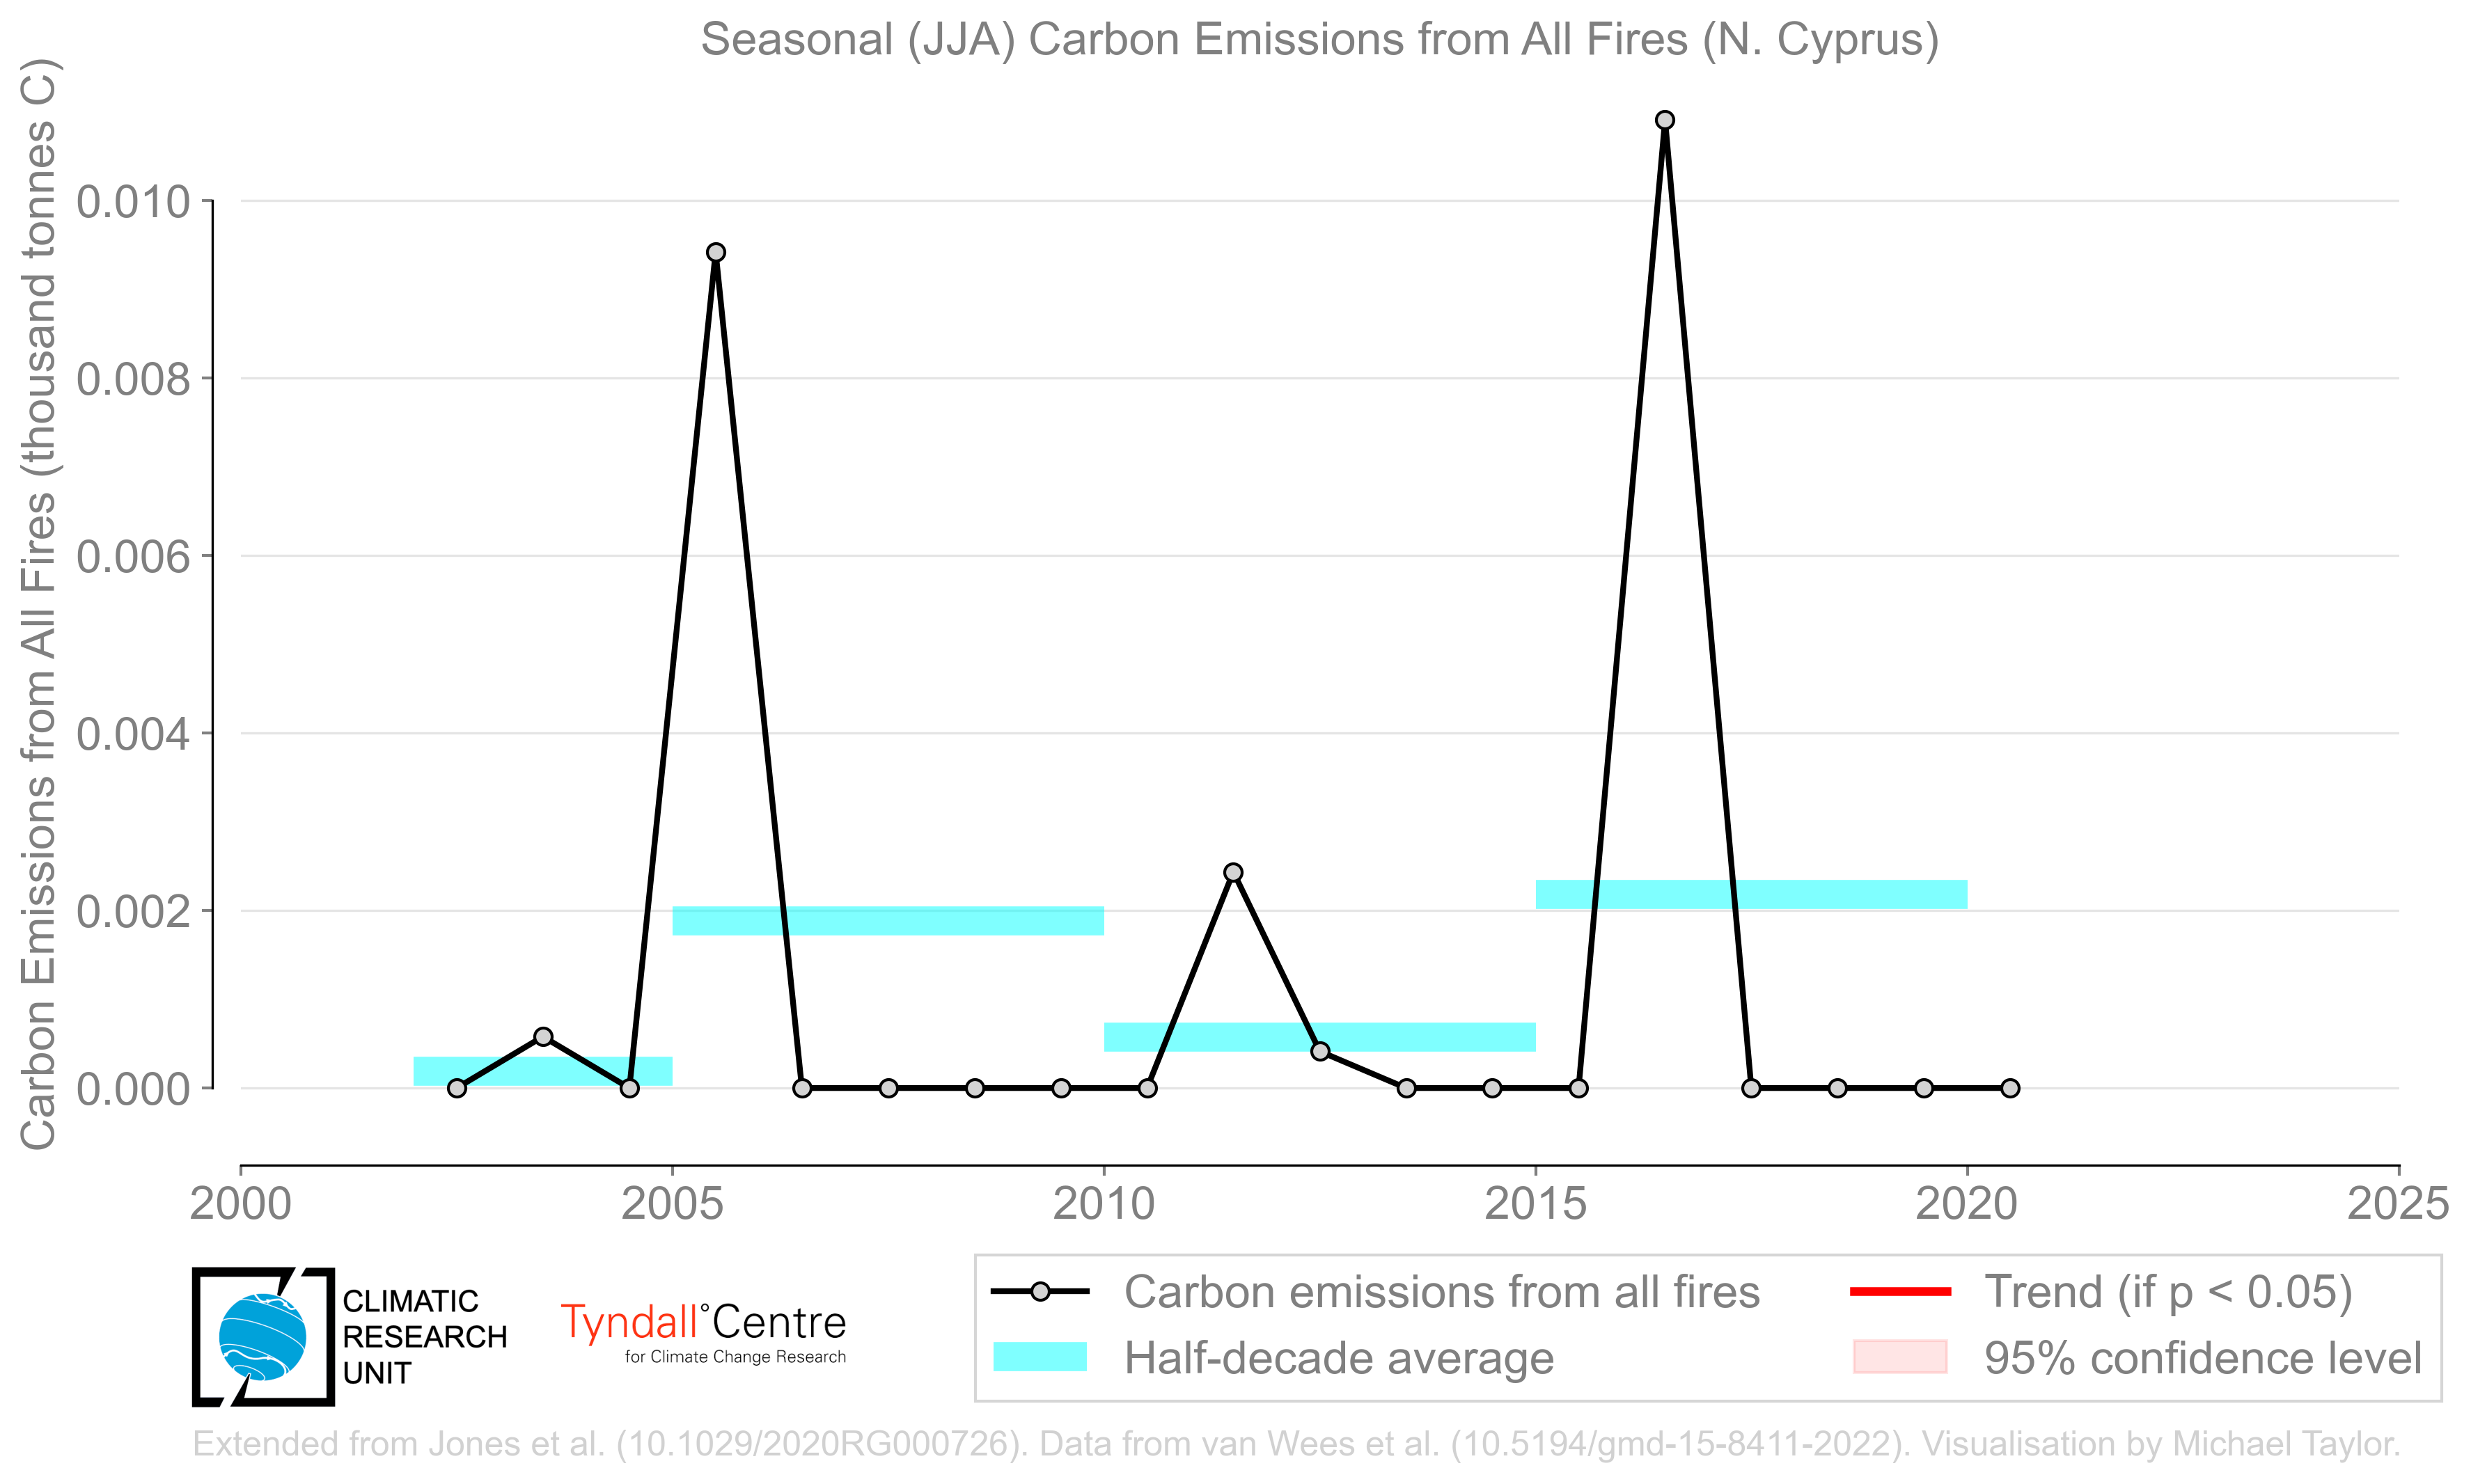 Seasonal (JJA) Carbon Emissions from All Fires (N. Cyprus)
Carbon Emissions from All Fires (thousand tonnes C)
0.010
0.008
0.006
0.004
0.002
0.000
2000 2005 2010 2015 2020 2025
CLIMATIC
RESEARCH
UNIT
Tyndall°Centre
for Climate Change Research
Carbon emissions from all fires
Half-decade average
Trend (if p < 0.05)
95% confidence level
Extended from Jones et al. (10.1029/2020RG000726). Data from van Wees et al. (10.5194/gmd-15-8411-2022). Visualisation by Michael Taylor.